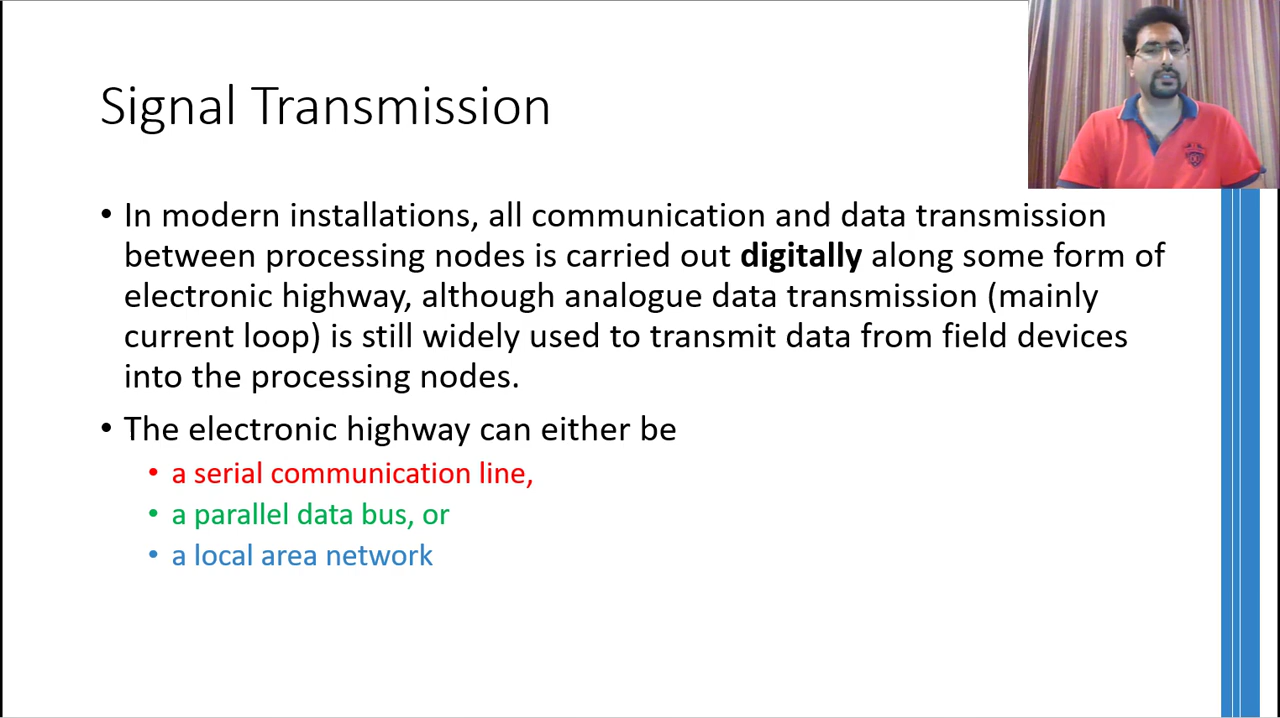 Signal Transmission
• In modern installations, all communication and data transmission
between processing nodes is carried out digitally along some form of
electronic highway, although analogue data transmission (mainly
current loop) is still widely used to transmit data from field devices
into the processing nodes.
• The electronic highway can either be
• a serial communication line,
• a parallel data bus, or
• a local area network